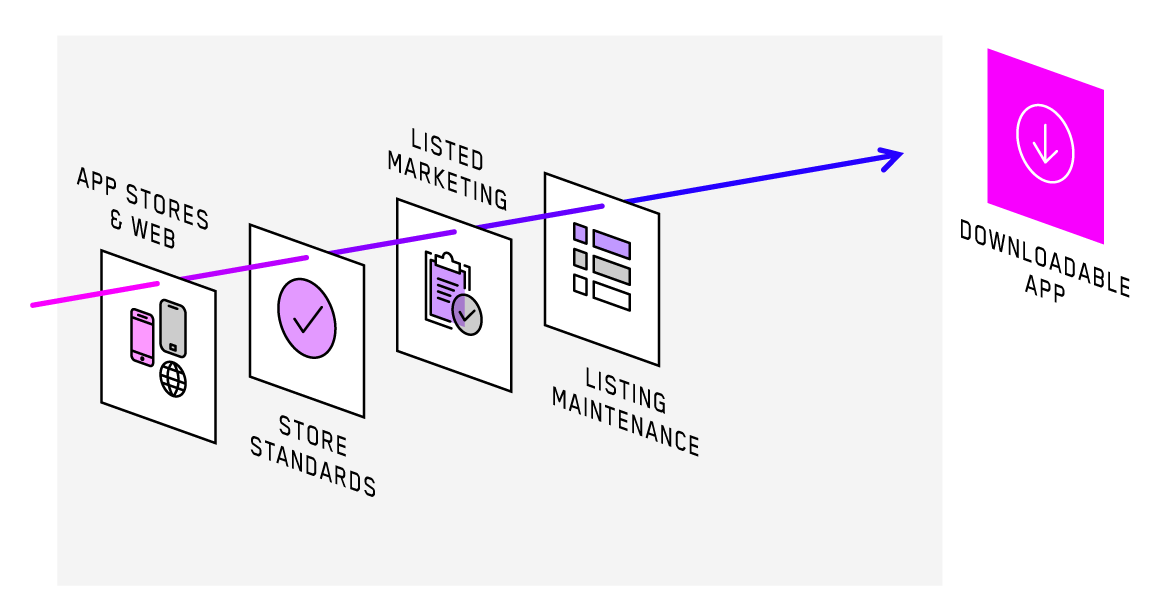 APP STORES
& WEB
STORE
STANDARDS
LISTED
MARKETING
LISTING
MAINTENANCE
DOWNLOADABLE
APP